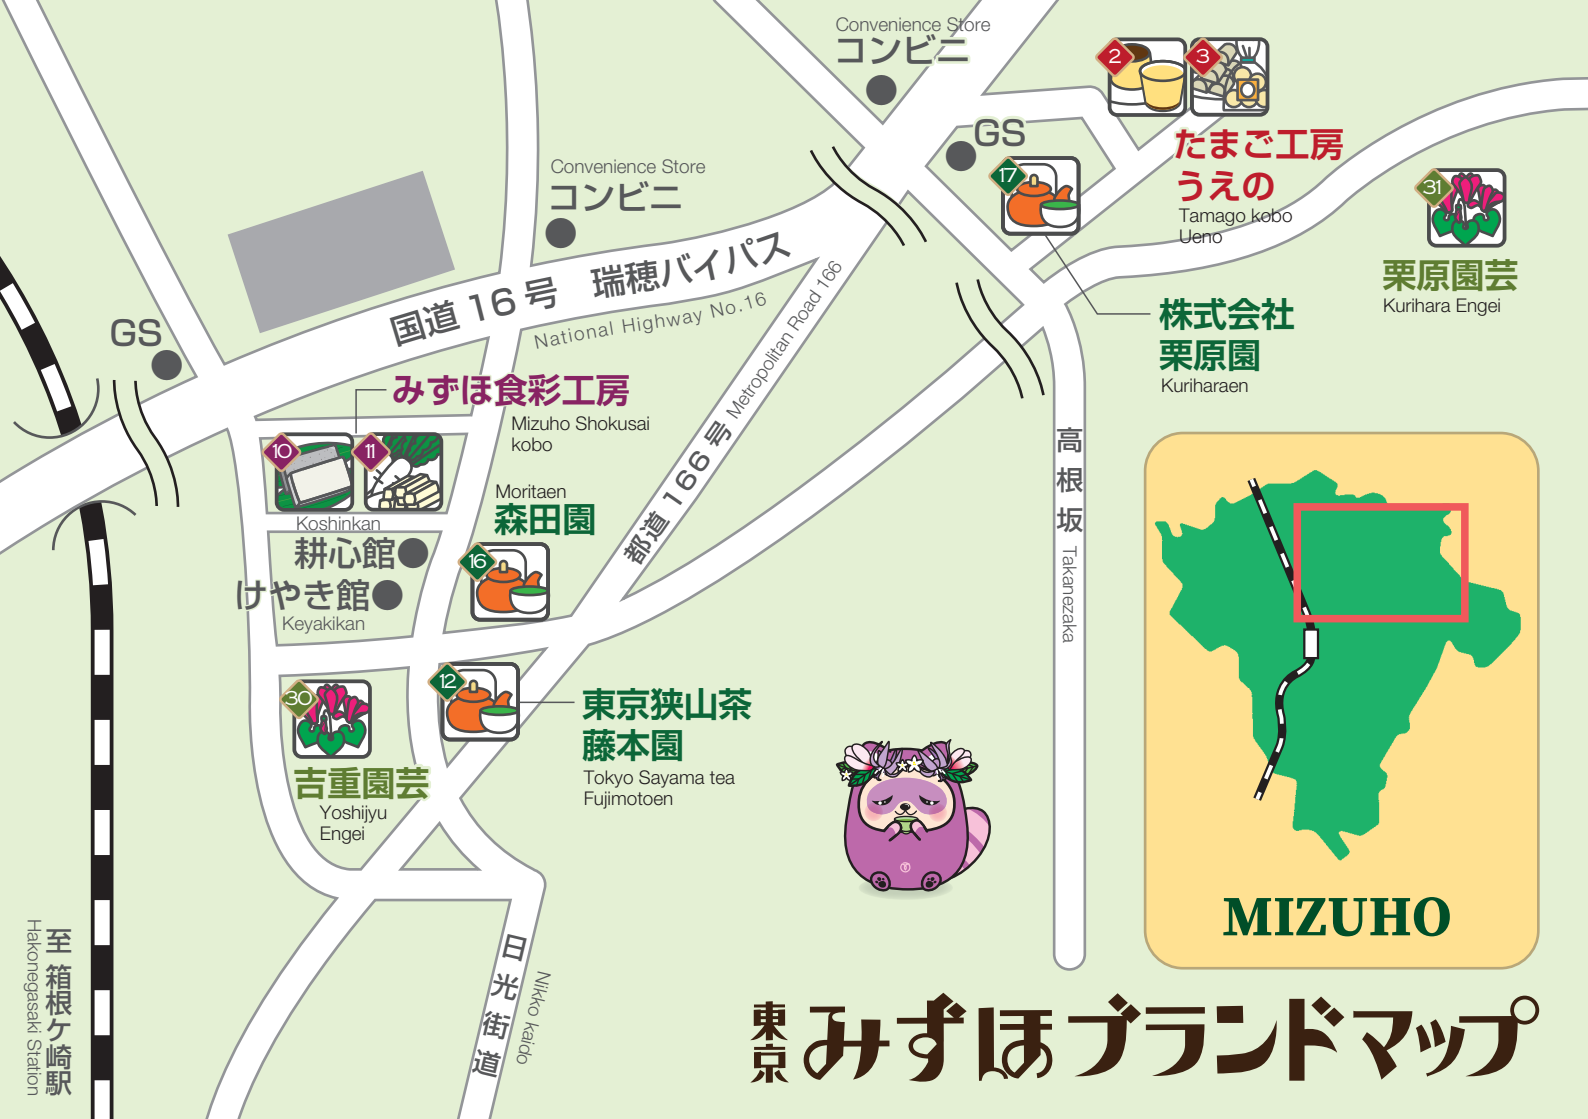 Convenience Store
コンビニ
2
3
GS
たまご工房
うえの
Tamago kobo
Ueno
17
31
栗原園芸
Kurihara Engei
Convenience Store
コンビニ
国道16号 瑞穂バイパス
National Highway No.16
株式会社
栗原園
Kuriharaen
GS
みずほ食彩工房
Mizuho Shokusai
kobo
10
11
都道166号 Metropolitan Road 166
高根坂 Takanezaka
Moritaen
森田園
16
Koshinkan
耕心館
けやき館
Keyakikan
30
吉重園芸
Yoshijyu
Engei
12
東京狭山茶
藤本園
Tokyo Sayama tea
Fujimotoen
日光街道
Nikko kaido
至 箱根ケ崎駅
Hakonegasaki Station
MIZUHO
東京 みずほブランドマップ